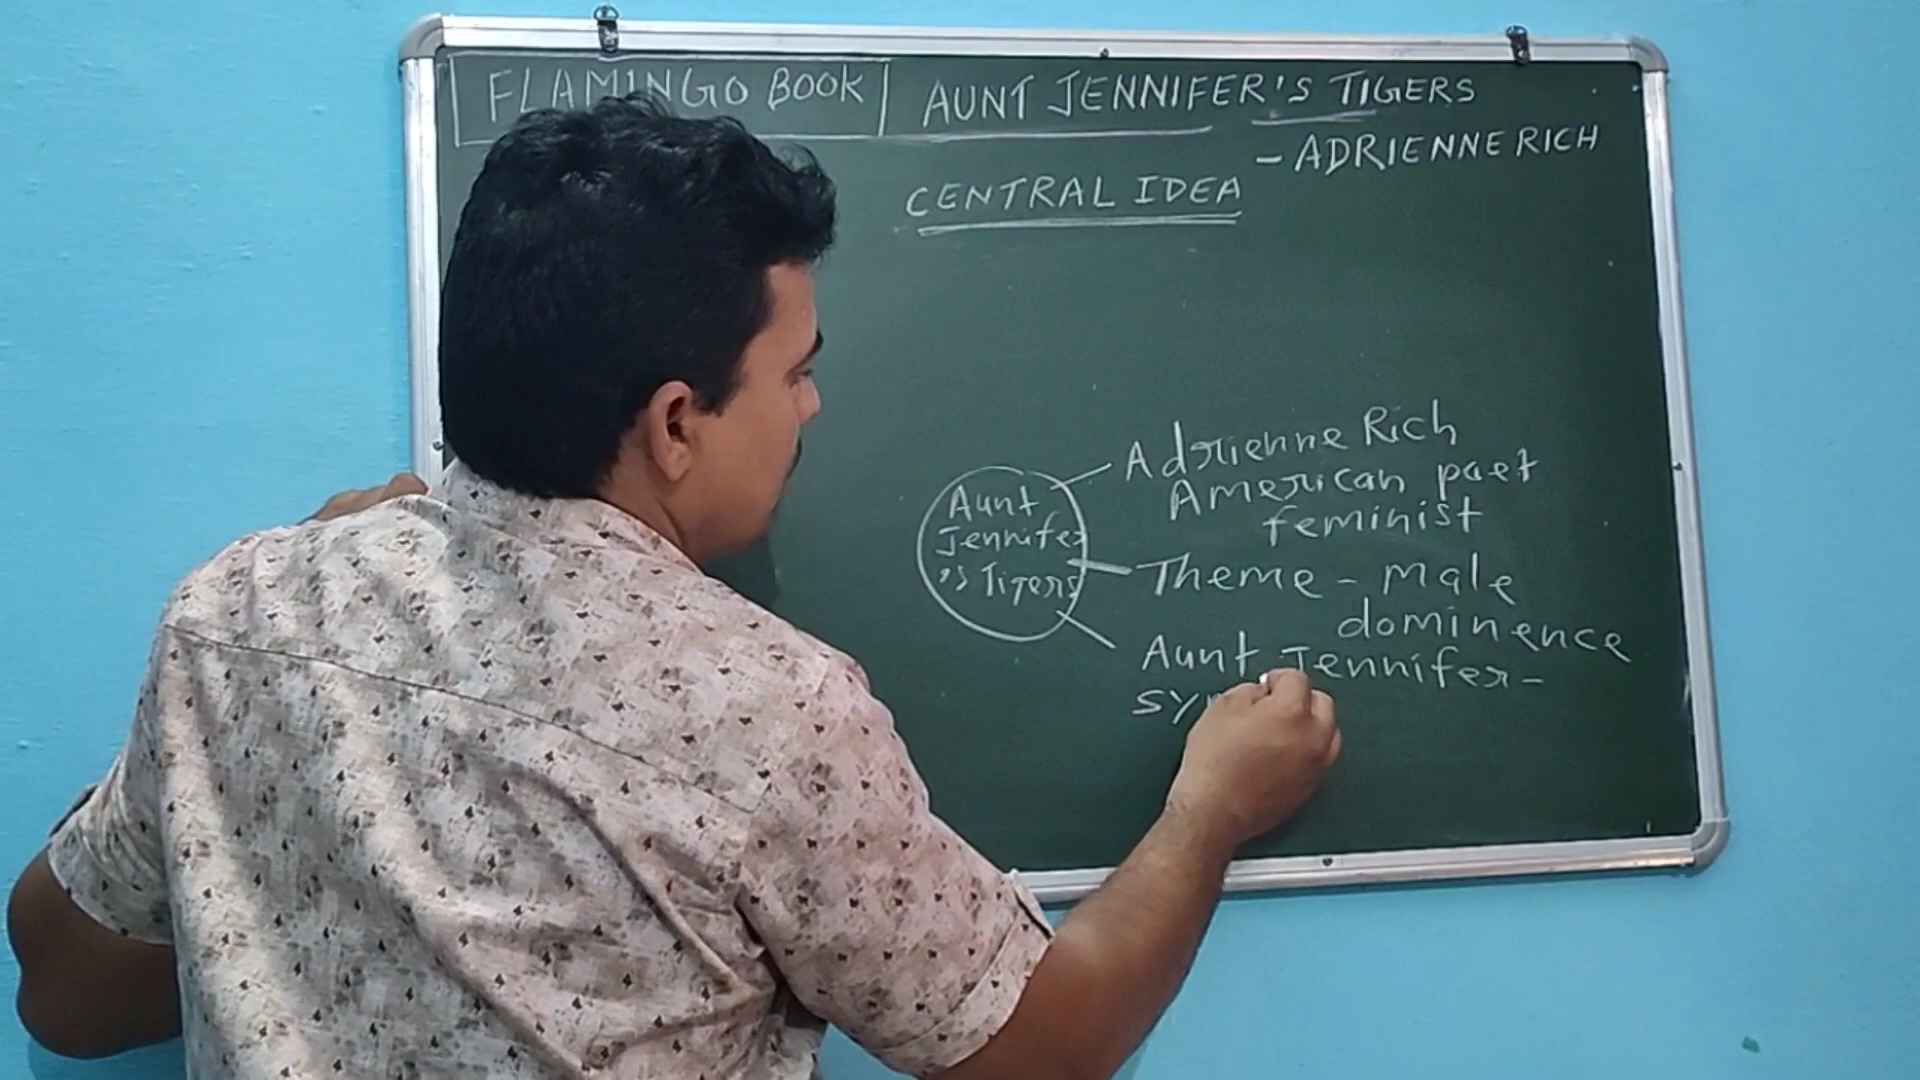 FLAMINGO BOOK
AUNT JENNIFER'S TIGERS
- ADRIENNE RICH
CENTRAL IDEA
Aunt
Jennifer
's Tigers
Adrienne Rich
American poet
feminist
Theme - Male
dominence
Aunt Jennifer -